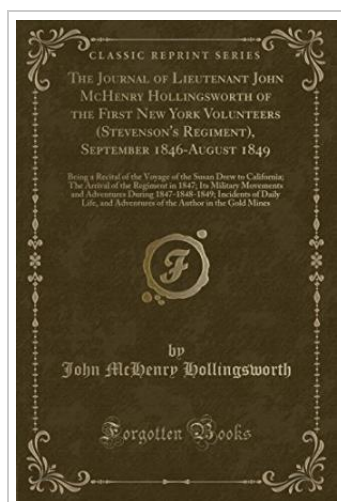 CLASSIC REPRINT SERIES
THE JOURNAL OF LIEUTENANT JOHN
MCHENRY HOLLINGSWORTH OF
THE FIRST NEW YORK VOLUNTEERS
(STEVENSON'S REGIMENT),
SEPTEMBER 1846-AUGUST 1849
Being a Recital of the Voyage of the Susan Drew to California;
The Arrival of the Regiment in 1847; Its Military Movements
and Adventures During 1847-1848-1849; Incidents of Daily
Life, and Adventures of the Author in the Gold Mines
F
by
John McHenry Hollingsworth
Forgotten Books